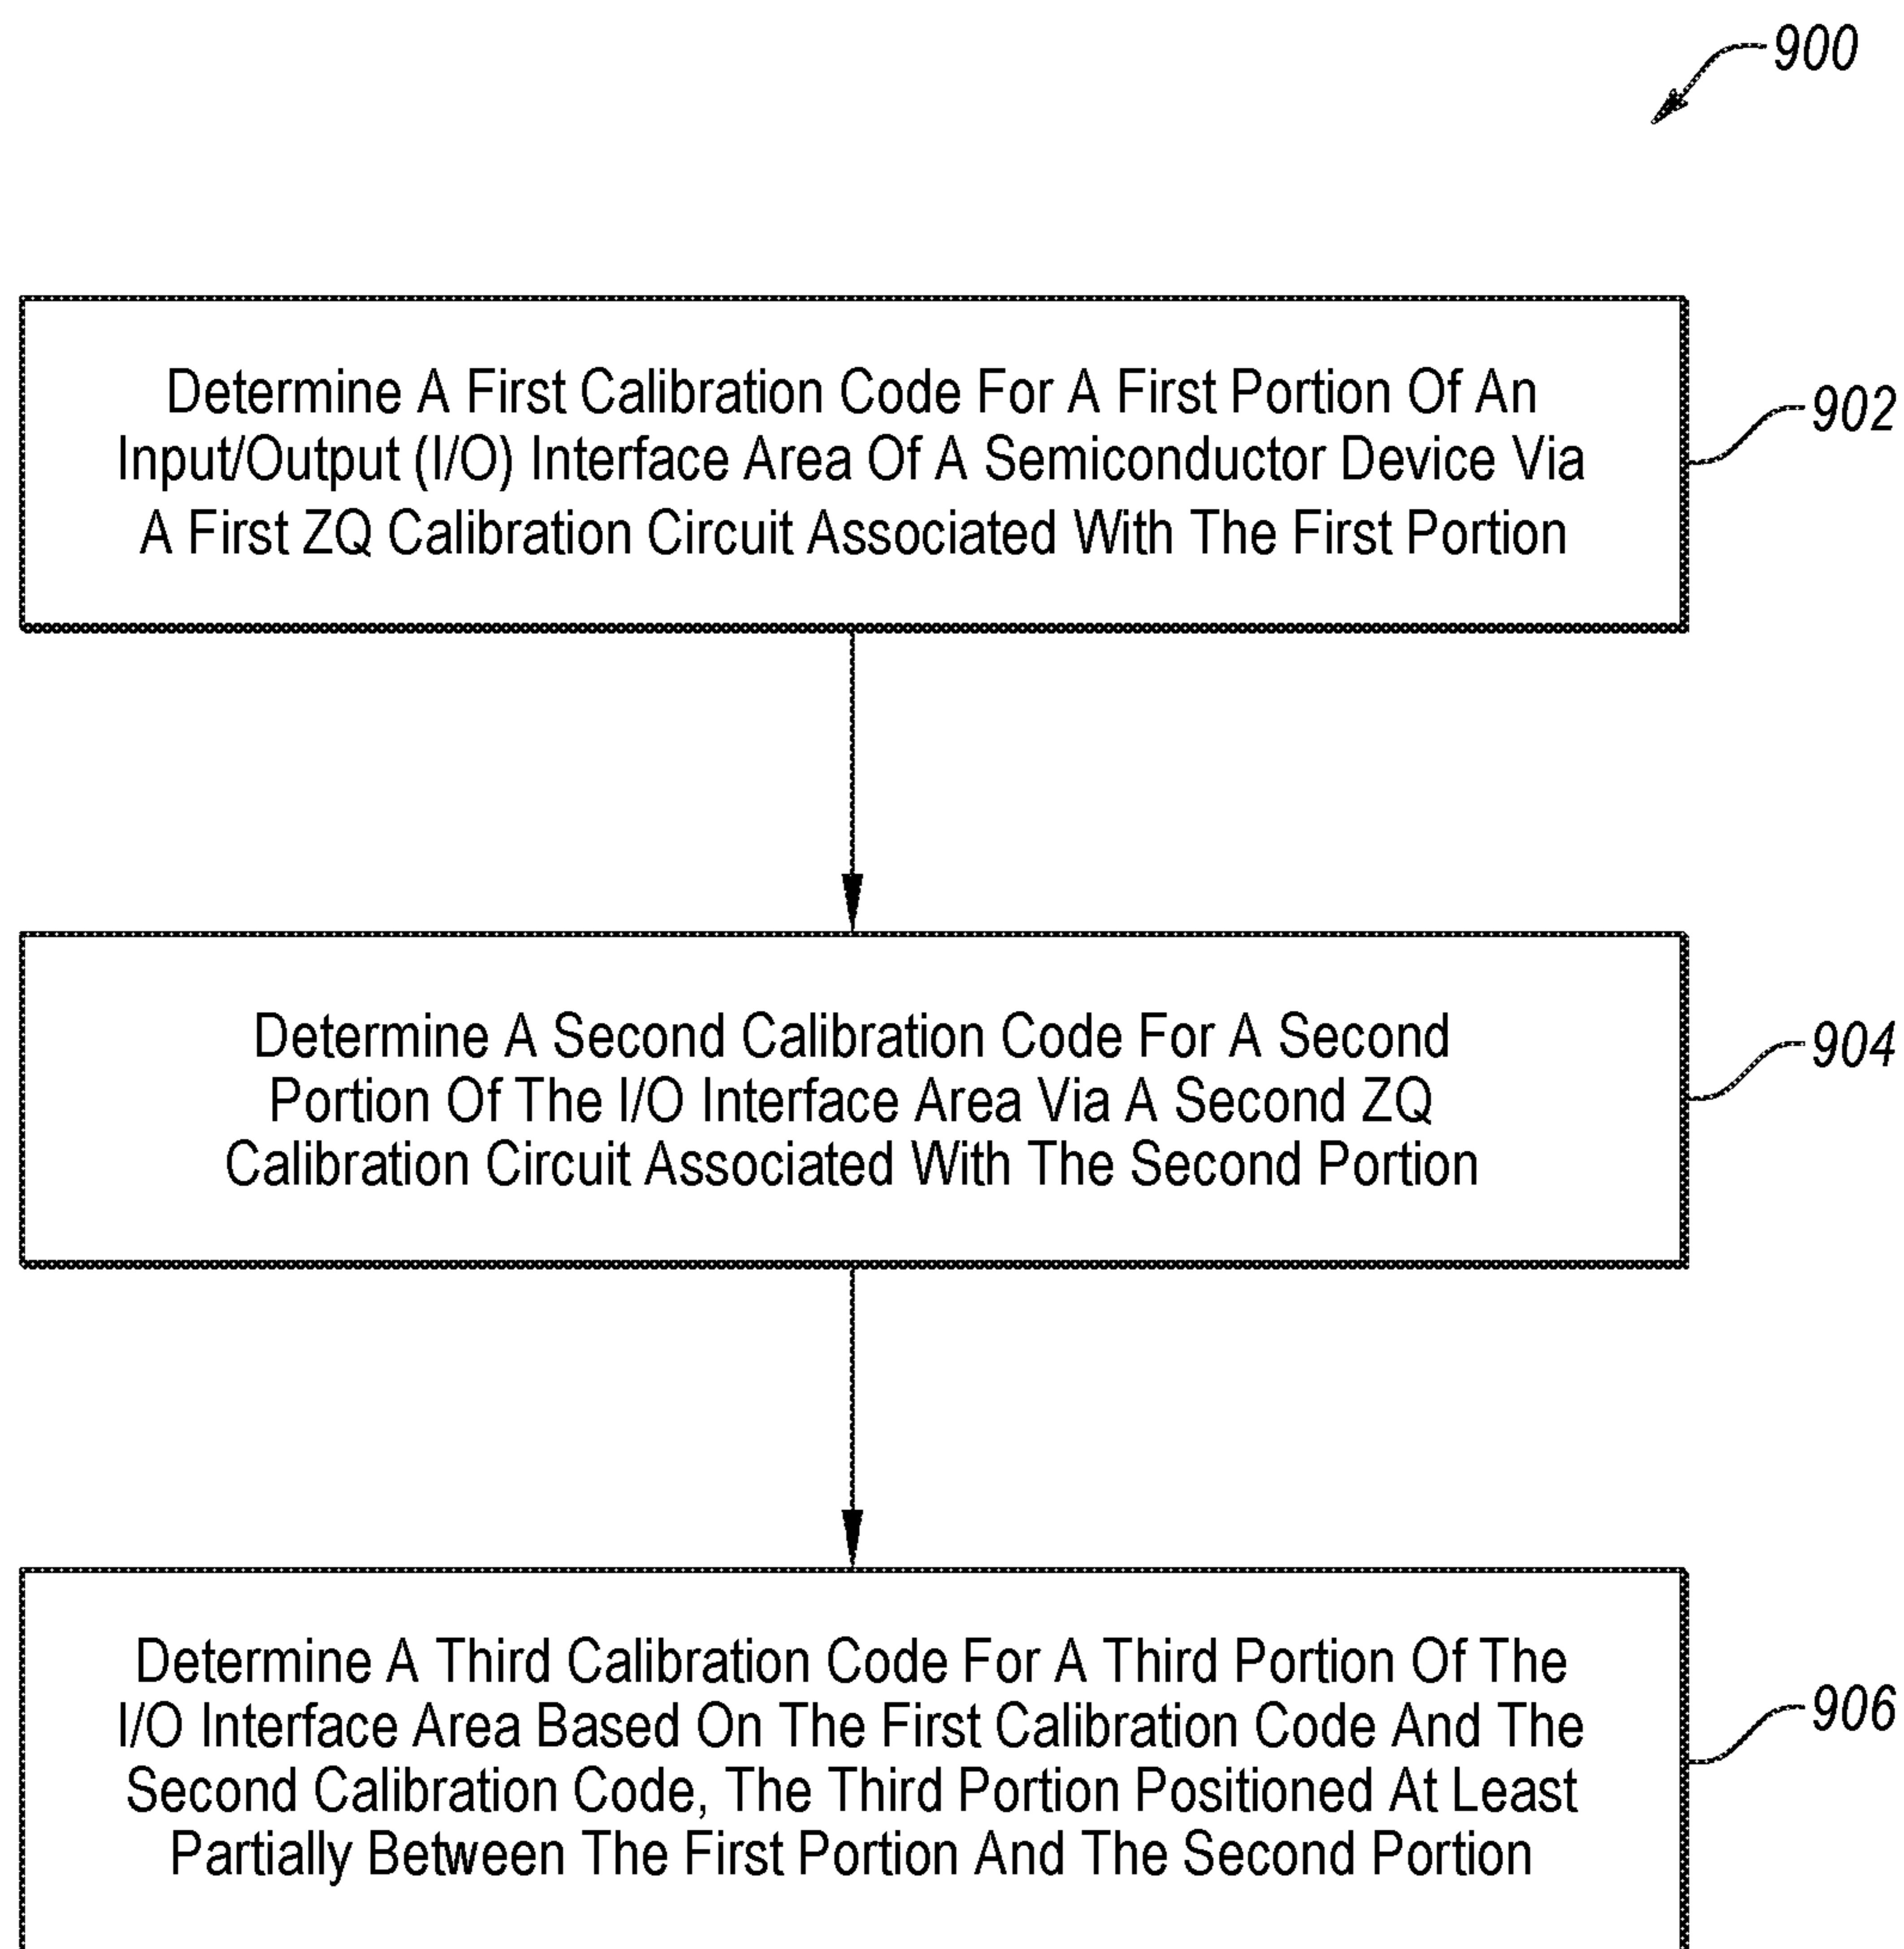 900
Determine A First Calibration Code For A First Portion Of An
Input/Output (I/O) Interface Area Of A Semiconductor Device Via
A First ZQ Calibration Circuit Associated With The First Portion
902
Determine A Second Calibration Code For A Second
Portion Of The I/O Interface Area Via A Second ZQ
Calibration Circuit Associated With The Second Portion
904
Determine A Third Calibration Code For A Third Portion Of The
I/O Interface Area Based On The First Calibration Code And The
Second Calibration Code, The Third Portion Positioned At Least
Partially Between The First Portion And The Second Portion
906